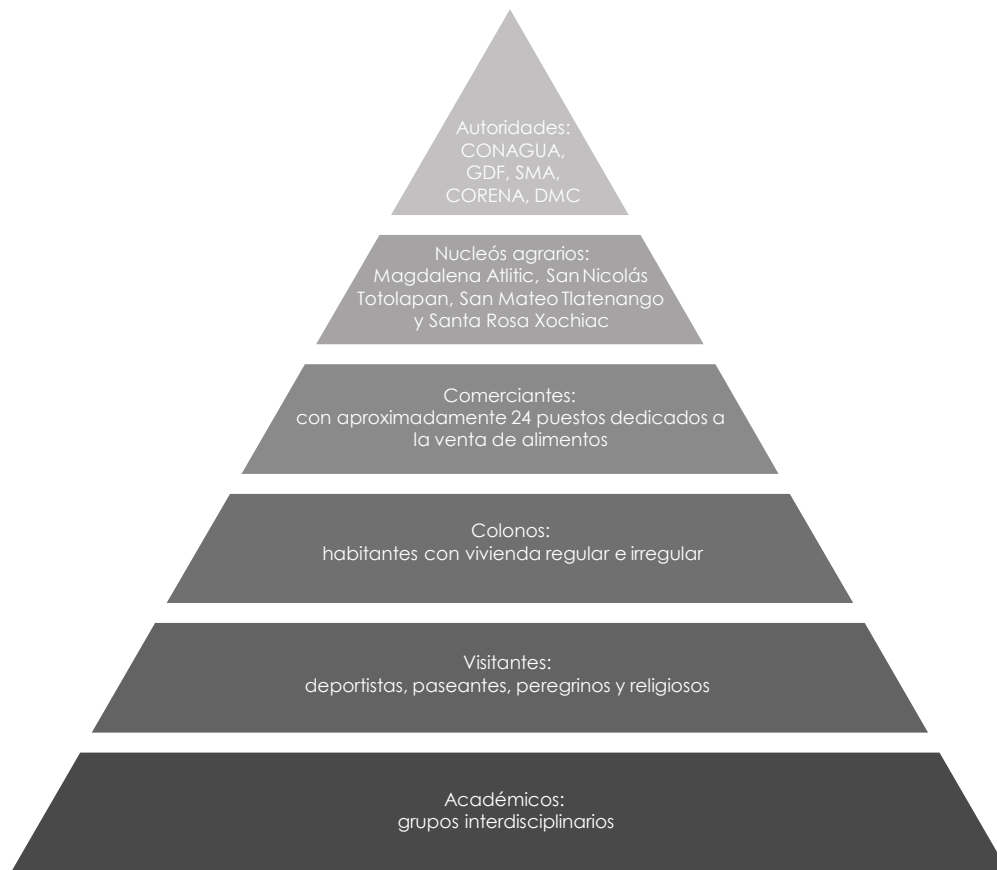 Autoridades:
CONAGUA,
GDF, SMA,
CORENA, DMC
Nucleós agrarios:
Magdalena Atlitic, San Nicolás
Totolapan, San Mateo Tlatenango
y Santa Rosa Xochiac
Comerciantes:
con aproximadamente 24 puestos dedicados a
la venta de alimentos
Colonos:
habitantes con vivienda regular e irregular
Visitantes:
deportistas, paseantes, peregrinos y religiosos
Académicos:
grupos interdisciplinarios